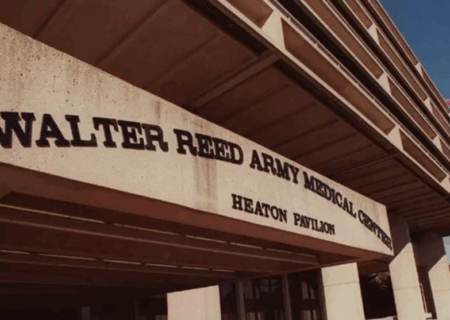 WALTER REED ARMY MEDICAL CENTER
HEATON PAVILION